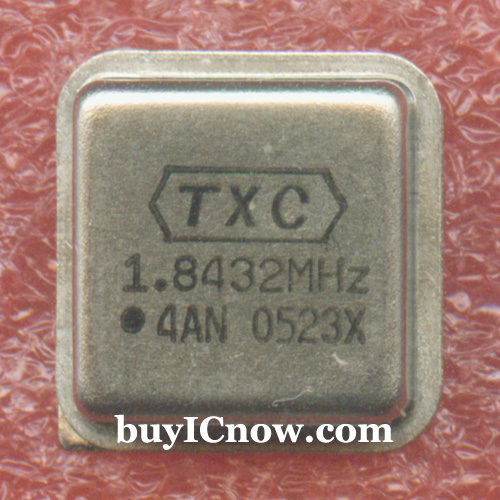 TXC
1.8432MHz
●4AN 0523X
buyICnow.com